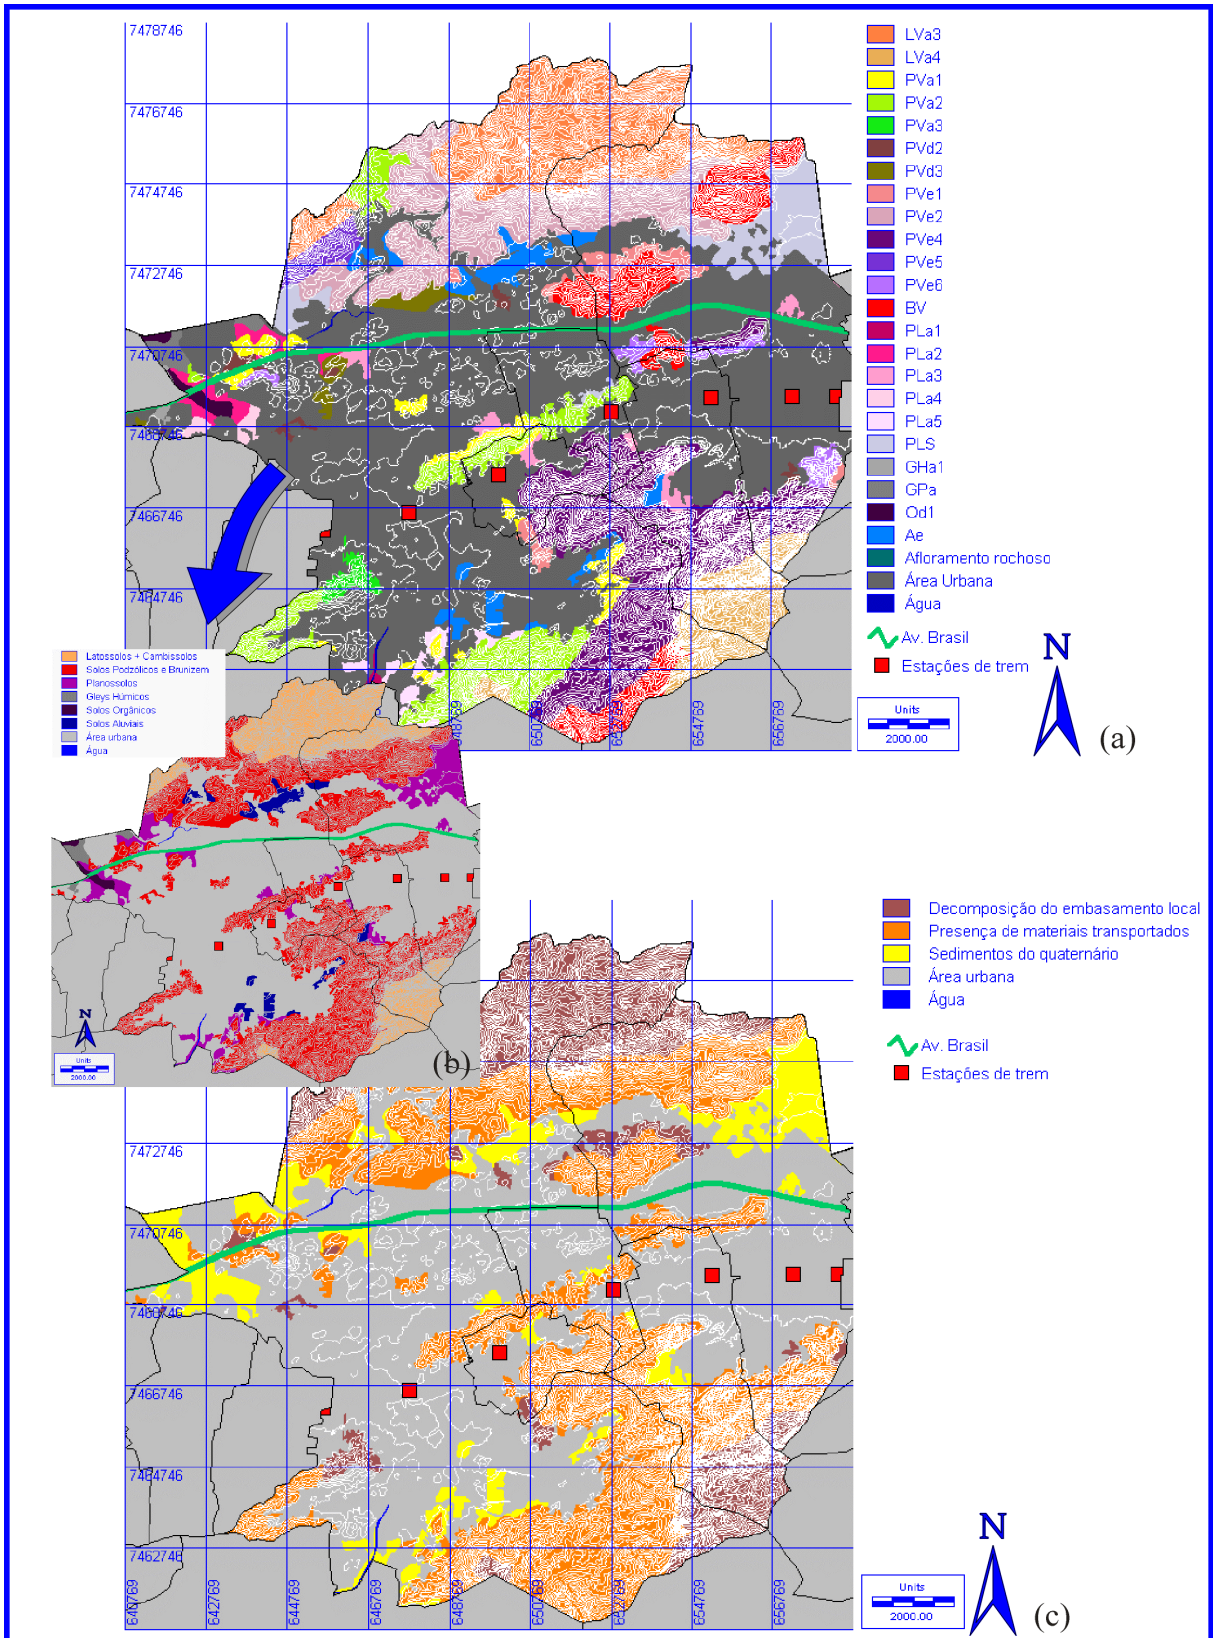 7478746
7476746
7474746
7472746
7470746
7468746
7466746
7464746
648769
650769
652769
654769
656769
LVa3
LVa4
PVa1
PVa2
PVa3
PVd2
PVd3
PVe1
PVe2
PVe4
PVe5
PVe6
BV
PLa1
PLa2
PLa3
PLa4
PLa5
PLS
GHa1
GPa
Od1
Ae
Afloramento rochoso
Área Urbana
Água
Av. Brasil
Estações de trem
N
Units
2000.00
(a)
Latossolos + Cambissolos
Solos Podzólicos e Brunizem
Planossolos
Gleys Húmicos
Solos Orgânicos
Solos Aluviais
Área urbana
Água
N
Units
2000.00
(b)
Decomposição do embasamento local
Presença de materiais transportados
Sedimentos do quaternário
Área urbana
Água
Av. Brasil
Estações de trem
7472746
7470746
7468746
7466746
7464746
7462746
640769
642769
644769
646769
648769
650769
652769
654769
656769
N
Units
2000.00
(c)